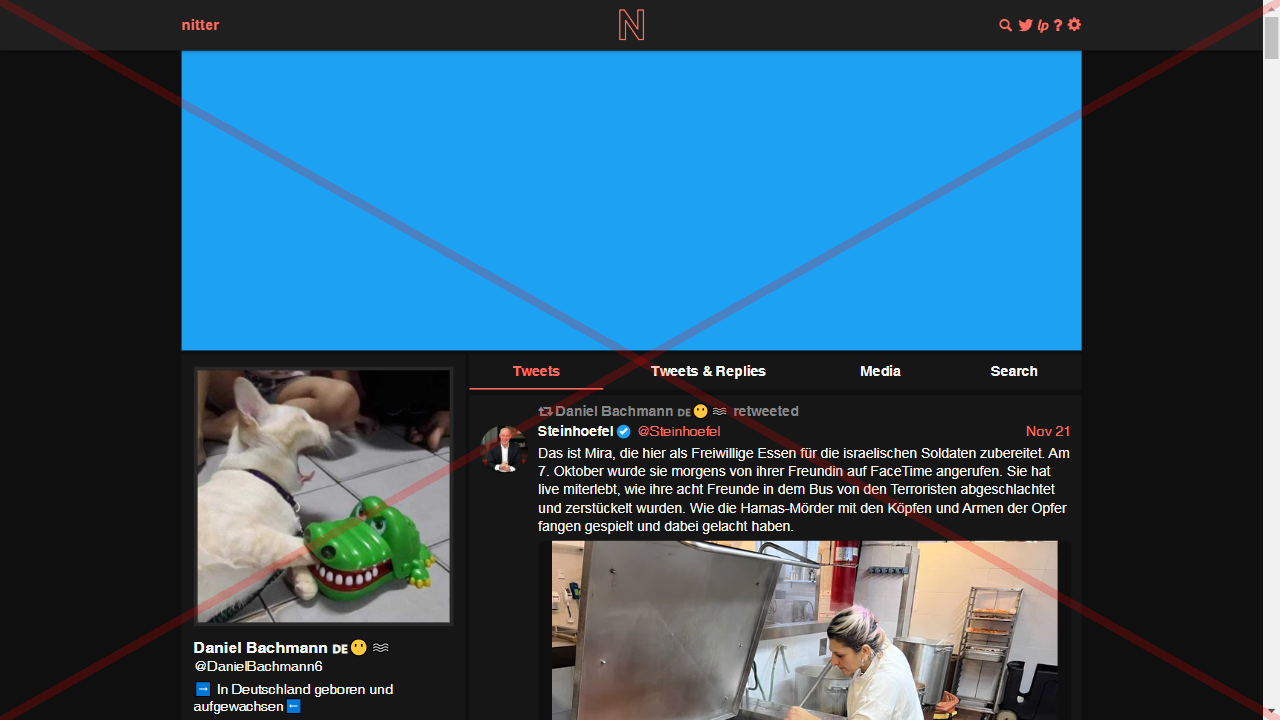 nitter
N
lp ?
Tweets
Tweets & Replies
Media
Search
Daniel Bachmann DE😶 retweeted
Steinhoefel @Steinhoefel
Nov 21
Das ist Mira, die hier als Freiwillige Essen für die israelischen Soldaten zubereitet. Am
7. Oktober wurde sie morgens von ihrer Freundin auf FaceTime angerufen. Sie hat
live miterlebt, wie ihre acht Freunde in dem Bus von den Terroristen abgeschlachtet
und zerstückelt wurden. Wie die Hamas-Mörder mit den Köpfen und Armen der Opfer
fangen gespielt und dabei gelacht haben.
Daniel Bachmann DE😶
@DanielBachmann6
➡️ In Deutschland geboren und
aufgewachsen⬅️